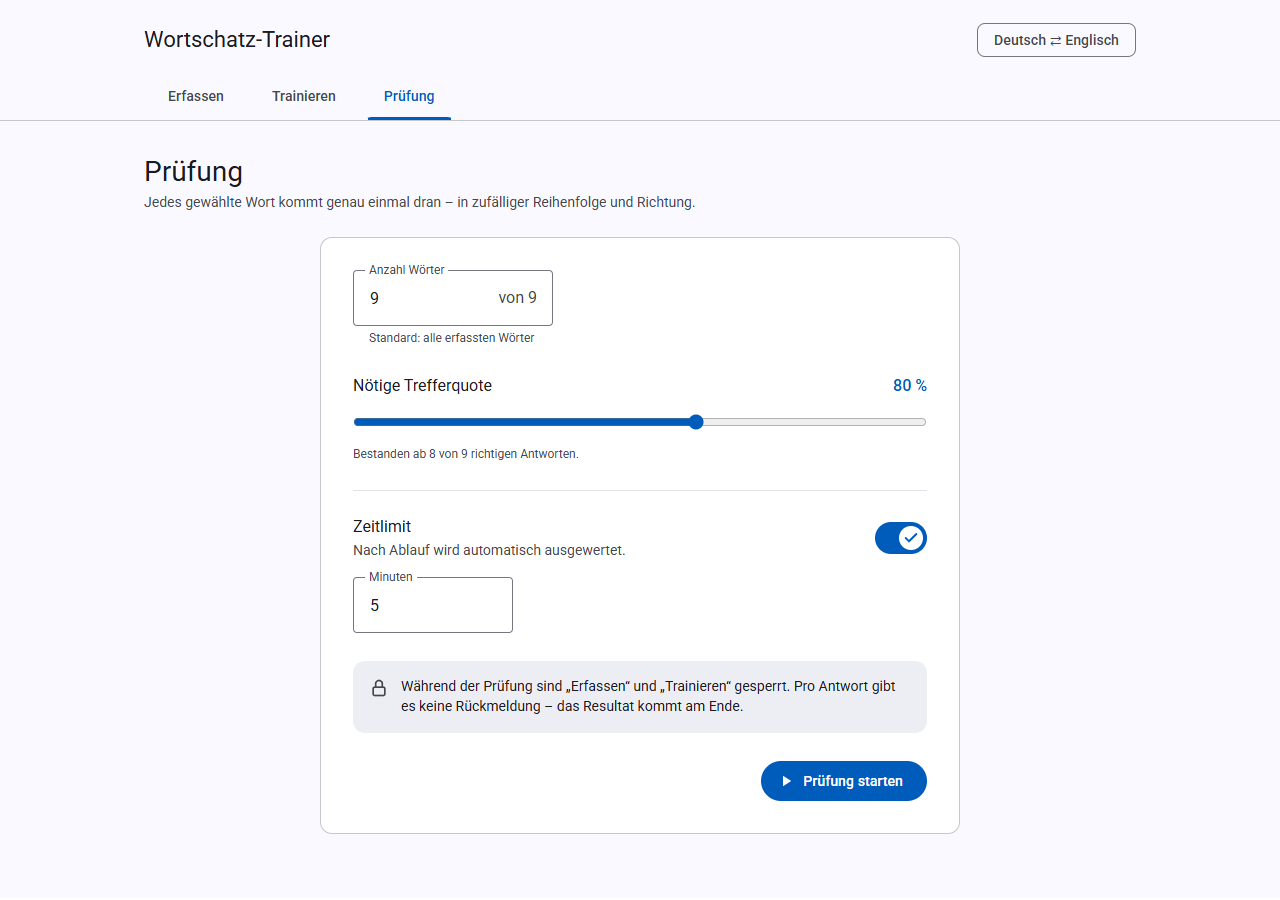 Wortschatz-Trainer
Deutsch ⇄ Englisch
Erfassen
Trainieren
Prüfung
Prüfung
Jedes gewählte Wort kommt genau einmal dran – in zufälliger Reihenfolge und Richtung.
Anzahl Wörter
9
von 9
Standard: alle erfassten Wörter
Nötige Trefferquote
80 %
Bestanden ab 8 von 9 richtigen Antworten.
Zeitlimit
Nach Ablauf wird automatisch ausgewertet.
Minuten
5
Während der Prüfung sind „Erfassen“ und „Trainieren“ gesperrt. Pro Antwort gibt
es keine Rückmeldung – das Resultat kommt am Ende.
Prüfung starten